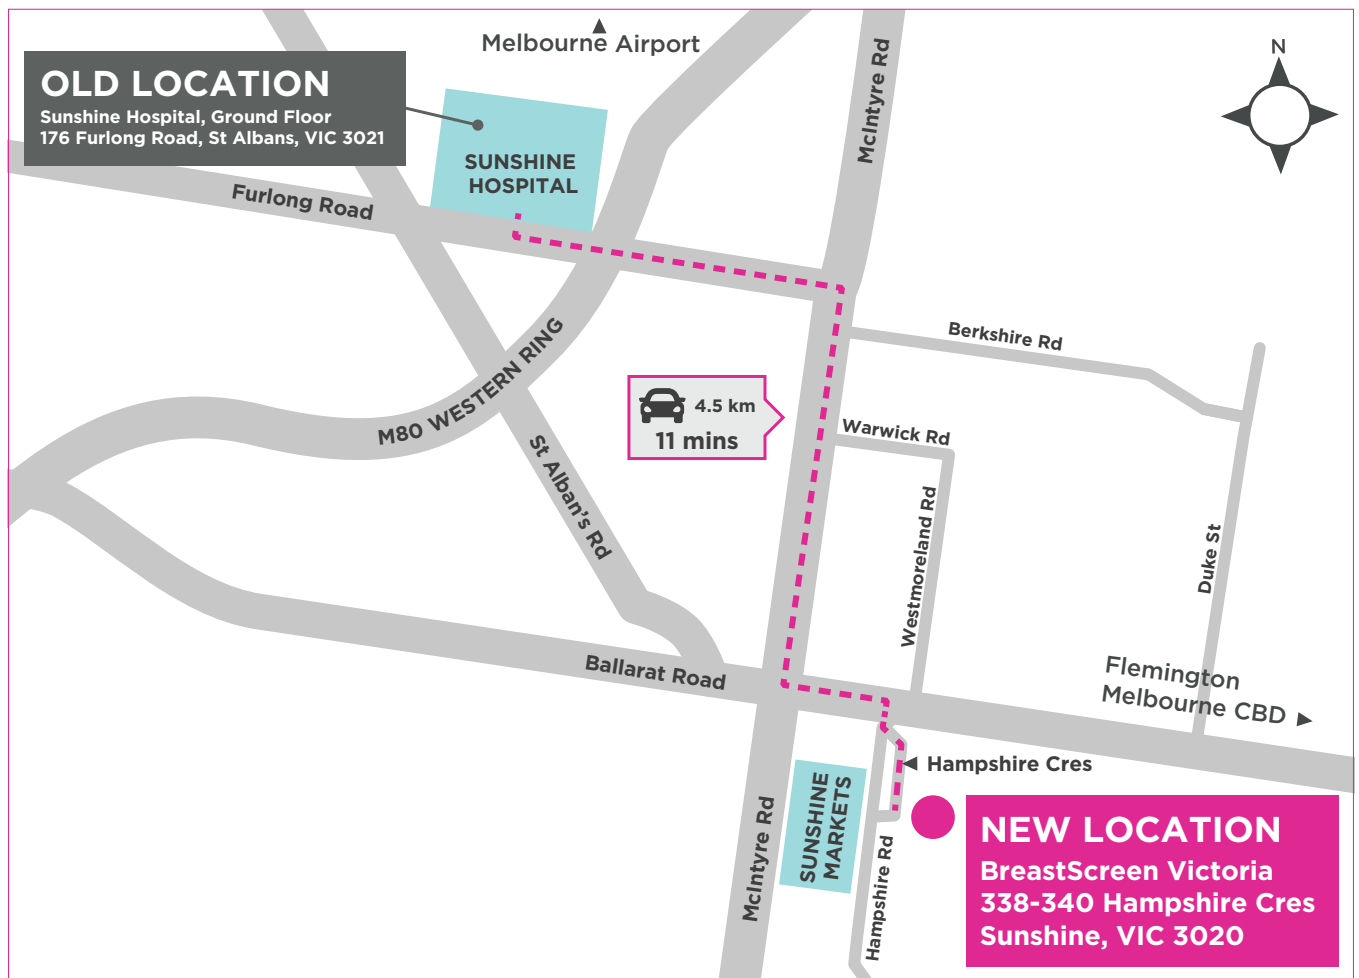 Melbourne Airport
N
OLD LOCATION
Sunshine Hospital, Ground Floor
176 Furlong Road, St Albans, VIC 3021
SUNSHINE
HOSPITAL
McIntyre Rd
Furlong Road
M80 WESTERN RING
Berkshire Rd
4.5 km
11 mins
Warwick Rd
St Alban's Rd
Westmoreland Rd
Duke St
Ballarat Road
Flemington
Melbourne CBD
Hampshire Cres
SUNSHINE
MARKETS
McIntyre Rd
Hampshire Rd
NEW LOCATION
BreastScreen Victoria
338-340 Hampshire Cres
Sunshine, VIC 3020